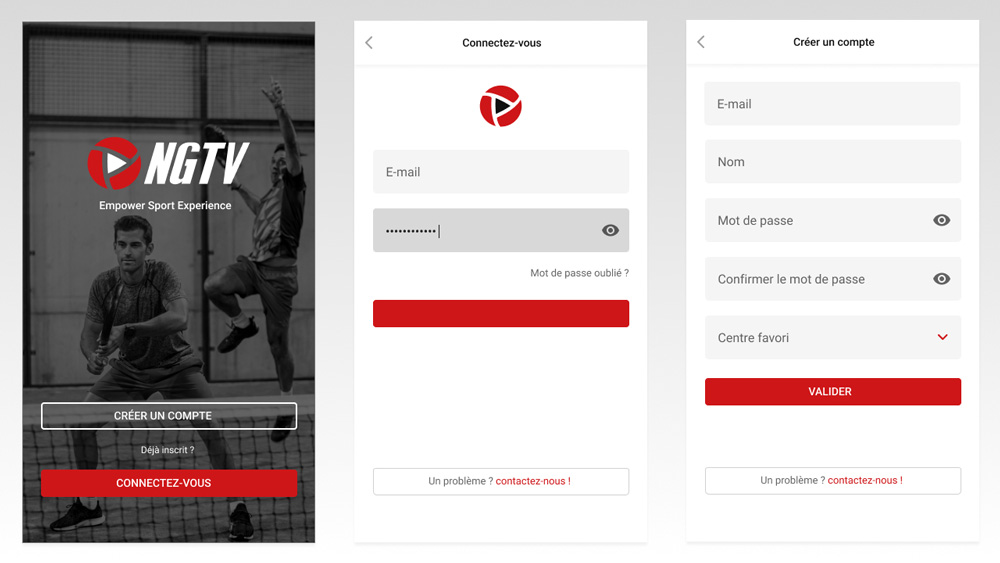 NGTV
Empower Sport Experience
CRÉER UN COMPTE
Déjà inscrit ?
CONNECTEZ-VOUS
Connectez-vous
E-mail
••••••••••••
Mot de passe oublié ?
Un problème ? contactez-nous !
Créer un compte
E-mail
Nom
Mot de passe
Confirmer le mot de passe
Centre favori
VALIDER
Un problème ? contactez-nous !